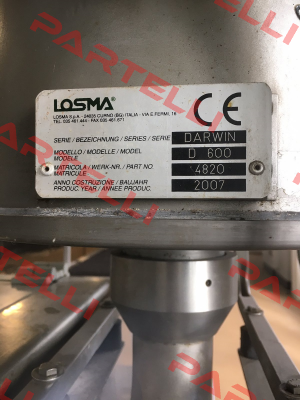 LOSMA
LOSMA S.p.A. - 24035 CURNO (BG) ITALIA - VIA E.FERMI, 16
TEL. 035 461.444 - FAX 035 461.671
CE
SERIE / BEZEICHNUNG / SERIES / SERIE DARWIN
MODELLO / MODELLE / MODEL D 600
MODELE
MATRICOLA / WERK-NR. / PART NO 4820
MATRICULE
ANNO COSTRUZIONE / BAUJAHR 2007
PRODUCT. YEAR / ANNEE PRODUC.
PARTELLI
PARTELLI
PARTELLI
PARTELLI